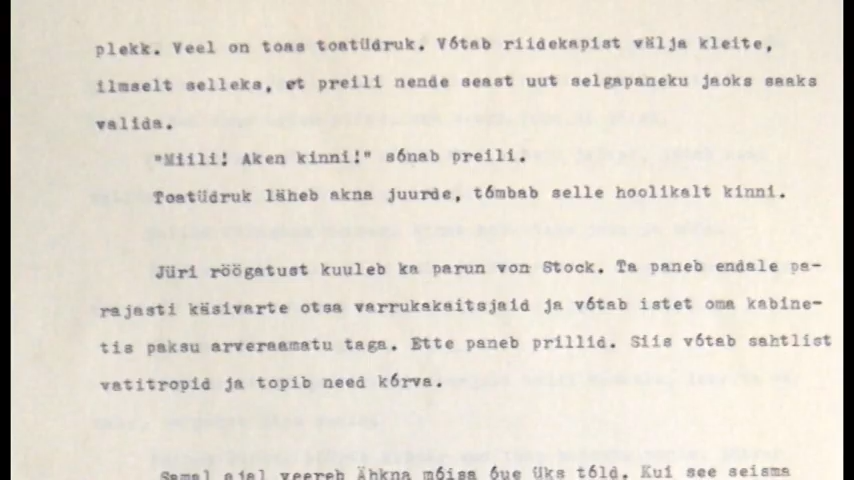 plekk. Veel on toas toatüdruk. Võtab riidekapist välja kleite,
ilmselt selleks, et preili nende seast uut selgapaneku jaoks saaks
valida.
"Miili! Aken kinni!" sõnab preili.
Toatüdruk läheb akna juurde, tõmbab selle hoolikalt kinni.
Jüri röögatust kuuleb ka parun von Stock. Ta paneb endale pa-
rajasti käsivarte otsa varrukakaitsjaid ja võtab istet oma kabine-
tis paksu arveraamatu taga. Ette paneb prillid. Siis võtab sahtlist
vatitropid ja topib need kõrva.
Samal ajal veereb Ähkna mõisa õue üks tõld. Kui see seisma